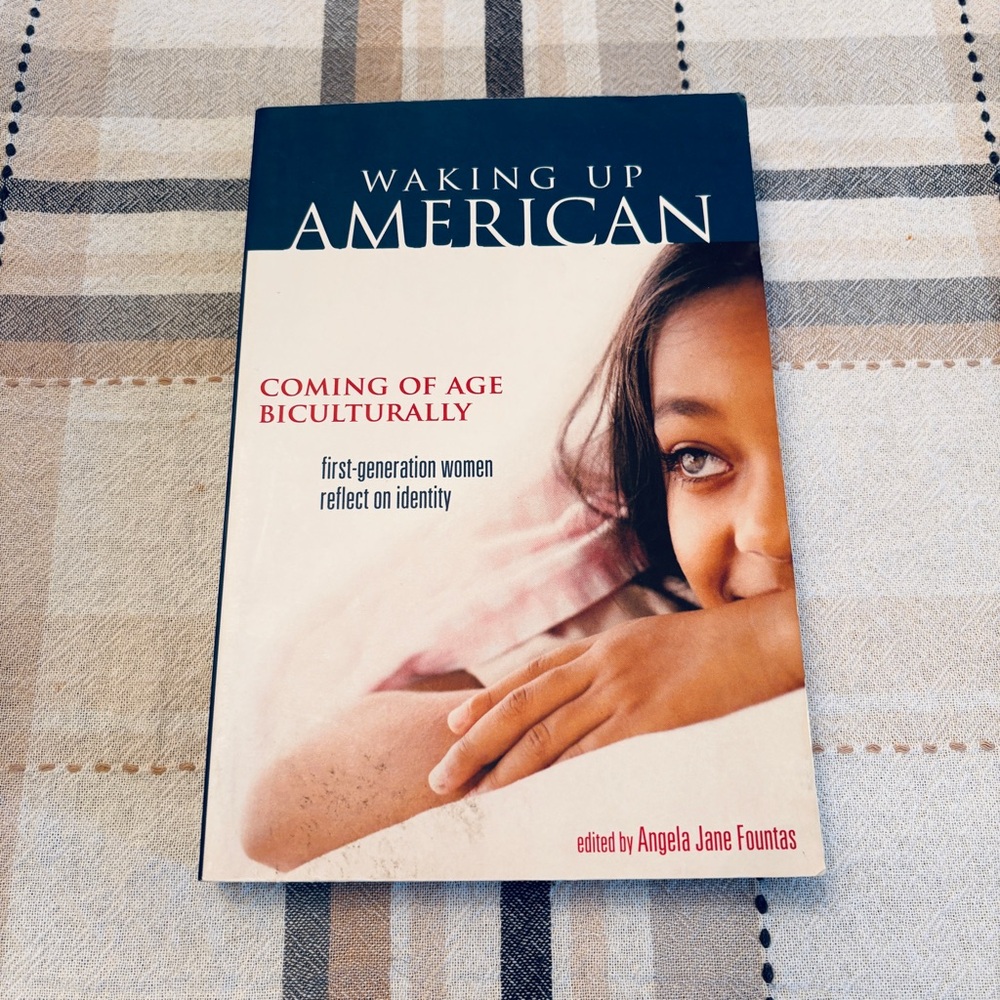 WAKING UP
AMERICAN
COMING OF AGE
BICULTURALLY
first-generation women
reflect on identity
edited by Angela Jane Fountas